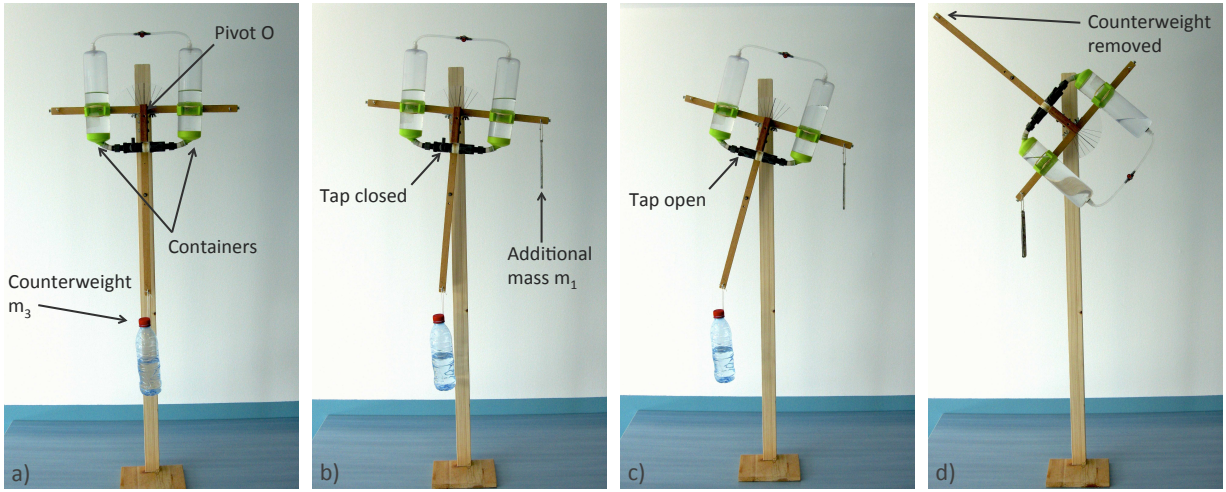 Pivot O
Containers
Counterweight
m3
a)
Tap closed
Additional
mass m1
b)
Tap open
c)
Counterweight
removed
d)